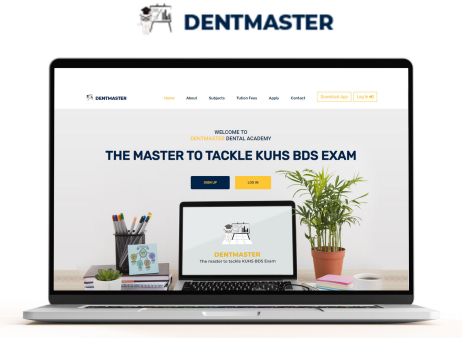 DENTMASTER
DENTMASTER
Home About Subjects Tution Fees Apply Contact Download App Log In
WELCOME TO
DENTMASTER DENTAL ACADEMY
THE MASTER TO TACKLE KUHS BDS EXAM
SIGN UP LOG IN
DENTMASTER
The master to tackle KUHS BDS Exam